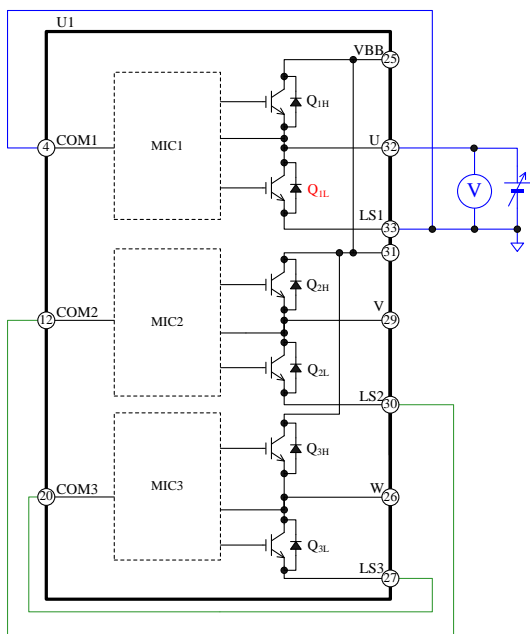 U1
VBB
25
Q1H
4
COM1
MIC1
U
32
V
Q1L
LS1
33
31
Q2H
12
COM2
MIC2
V
29
Q2L
LS2
30
Q3H
20
COM3
MIC3
W
26
Q3L
LS3
27